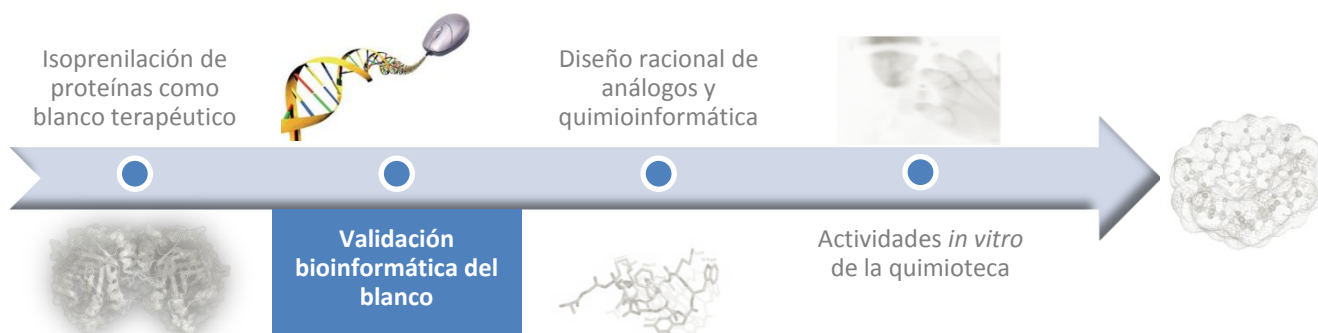 Isoprenilación de
proteínas como
blanco terapéutico
Validación
bioinformática del
blanco
Diseño racional de
análogos y
quimioinformática
Actividades in vitro
de la quimioteca